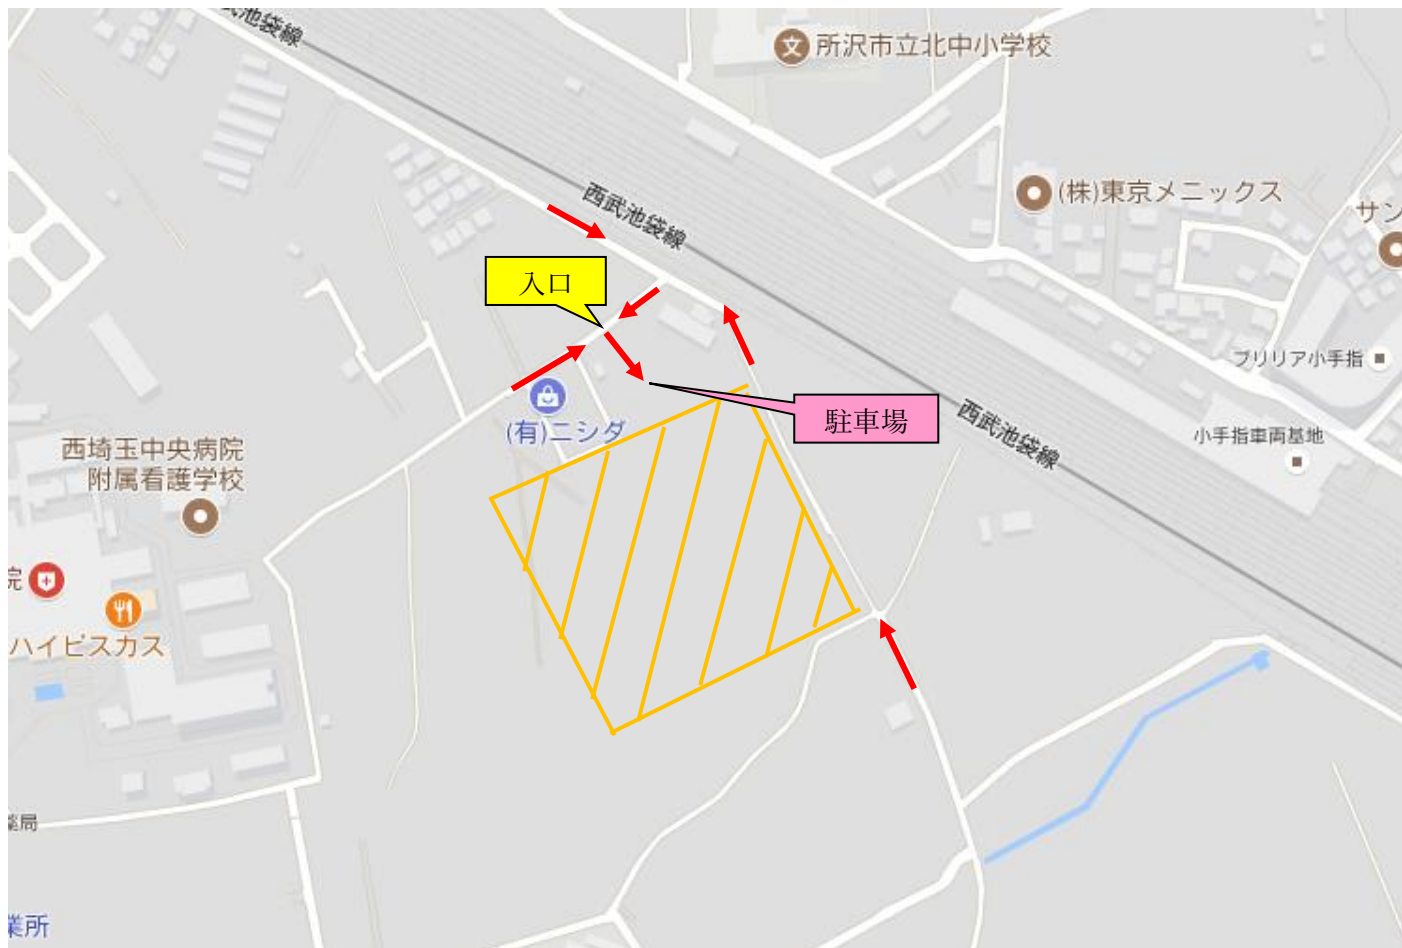 武池袋線
所沢市立北中小学校
(株)東京メニックス
西武池袋線
サン
入口
ブリリア小手指
駐車場
西武池袋線
小手指車両基地
(有)ニシダ
西埼玉中央病院
附属看護学校
院
ハイビスカス
薬局
業所